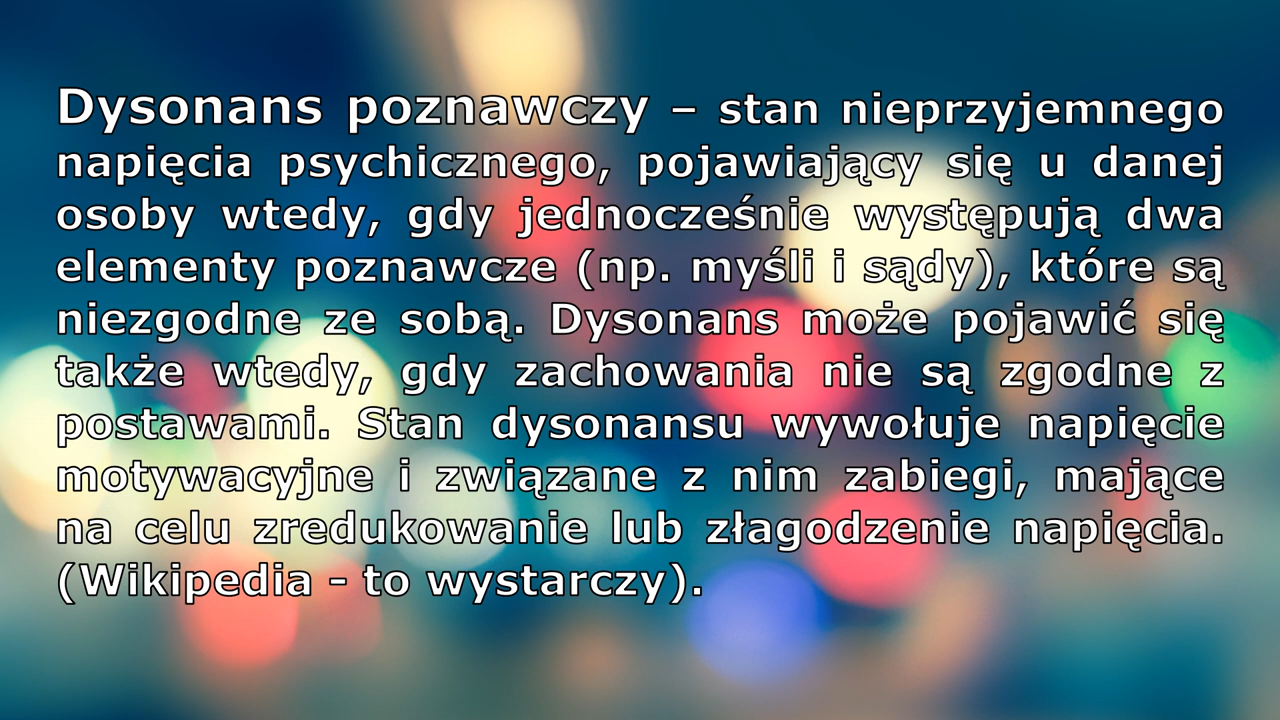 Dysonans poznawczy – stan nieprzyjemnego
napięcia psychicznego, pojawiający się u danej
osoby wtedy, gdy jednocześnie występują dwa
elementy poznawcze (np. myśli i sądy), które są
niezgodne ze sobą. Dysonans może pojawić się
także wtedy, gdy zachowania nie są zgodne z
postawami. Stan dysonansu wywołuje napięcie
motywacyjne i związane z nim zabiegi, mające
na celu zredukowanie lub złagodzenie napięcia.
(Wikipedia - to wystarczy).